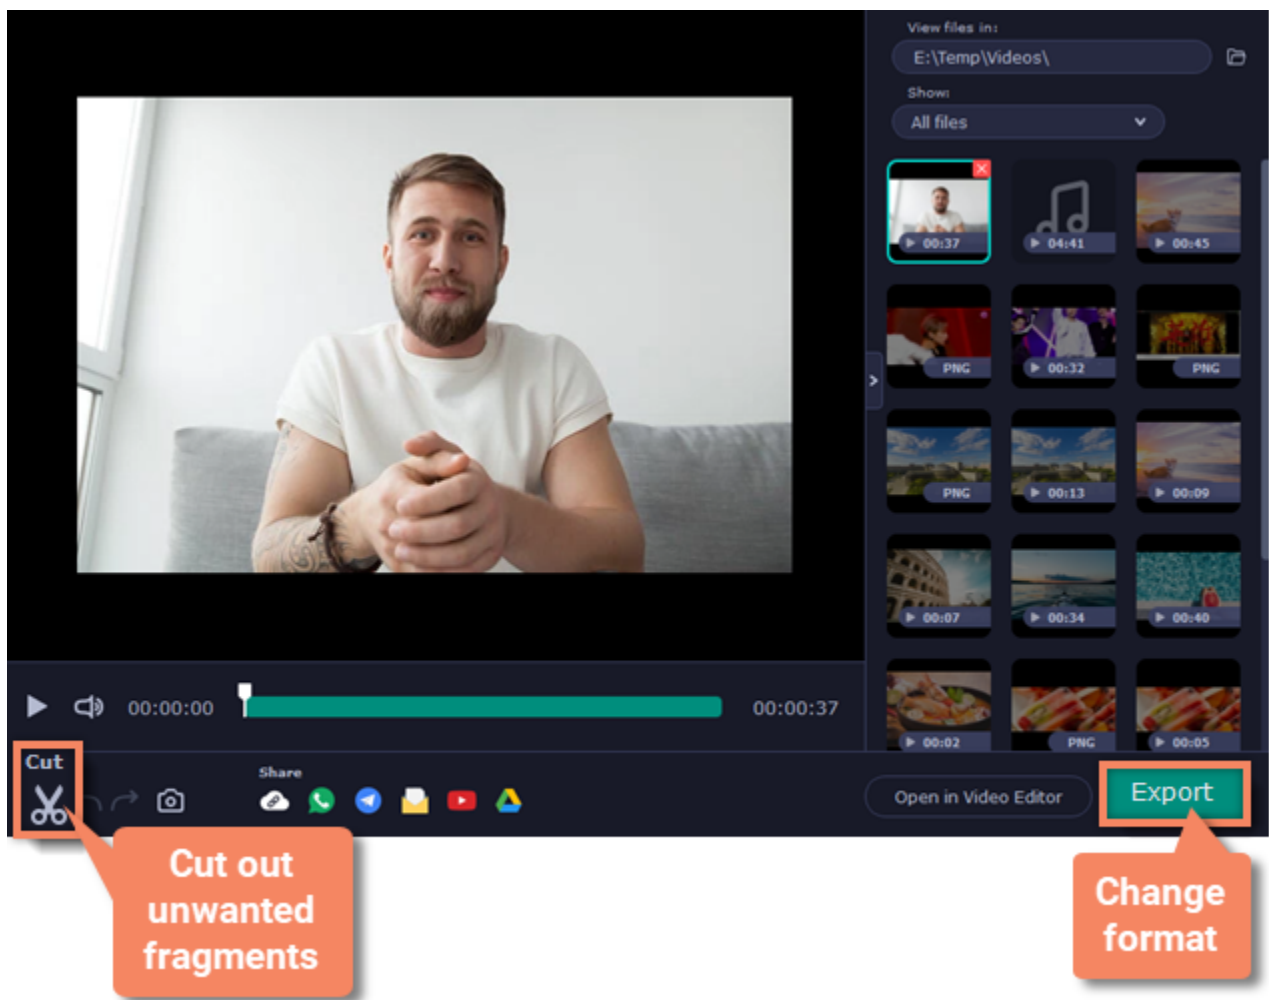 View files in:
E:\Temp\Videos\
Show:
All files
00:37
04:41
00:45
PNG
00:32
PNG
PNG
00:13
00:09
00:07
00:34
00:40
00:02
PNG
00:05
00:00:00
00:00:37
Cut
Share
Open in Video Editor
Export
Cut out
unwanted
fragments
Change
format